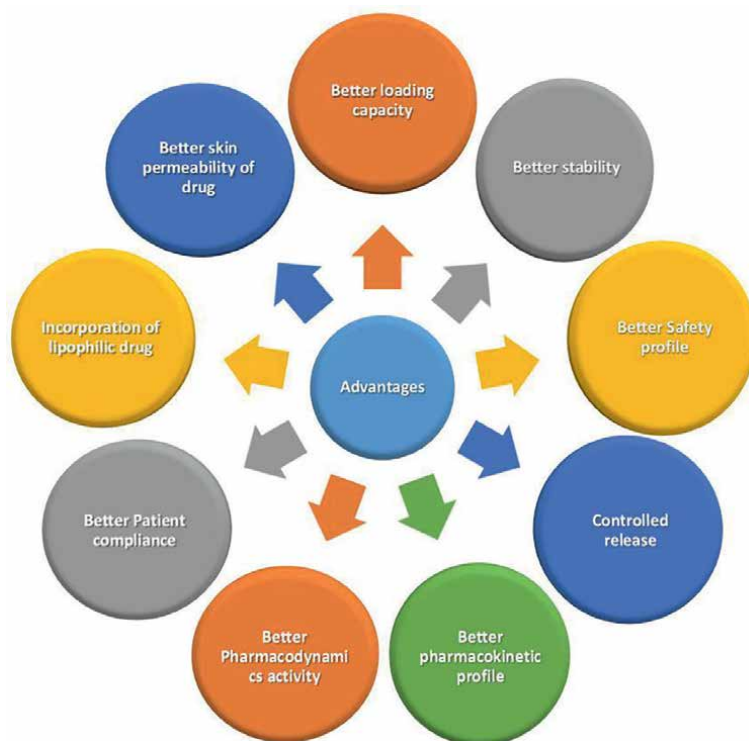 Better loading
capacity
Better stability
Better Safety
profile
Controlled
release
Better
pharmacokinetic
profile
Better
Pharmacodynami
cs activity
Better Patient
compliance
Incorporation of
lipophilic drug
Better skin
permeability of
drug
Advantages